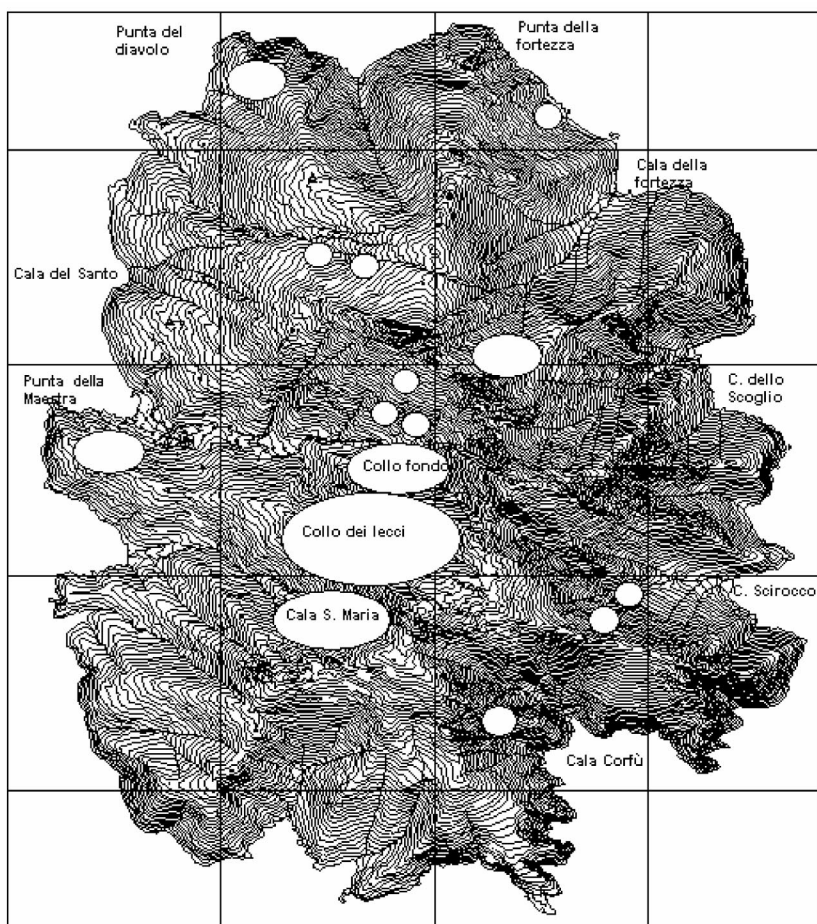 Punta del
diavolo
Punta della
fortezza
Cala della
fortezza
Cala del Santo
Punta della
Maestra
C. dello
Scoglio
Collo fondo
Collo dei lecci
Cala S. Maria
C. Scirocco
Cala Corfù